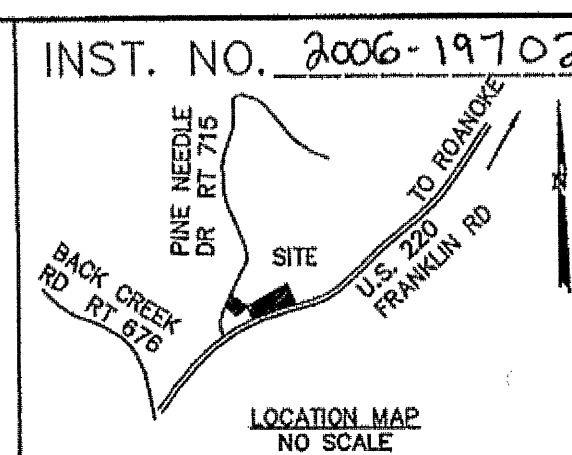 INST. NO. 2006-19702
PINE NEEDLE
DR RT 715
TO ROANOKE
N
SITE
BACK CREEK
RD RT 676
U.S. 220
FRANKLIN RD
LOCATION MAP
NO SCALE